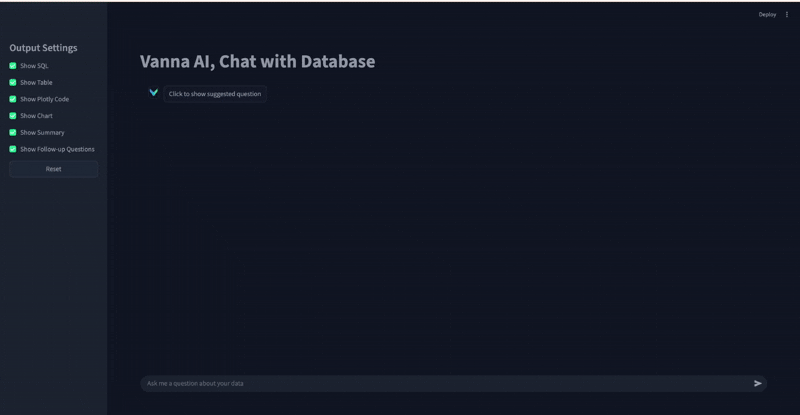 Deploy
Output Settings
Show SQL
Show Table
Show Plotly Code
Show Chart
Show Summary
Show Follow-up Questions
Reset
Vanna AI, Chat with Database
Click to show suggested question
Ask me a question about your data